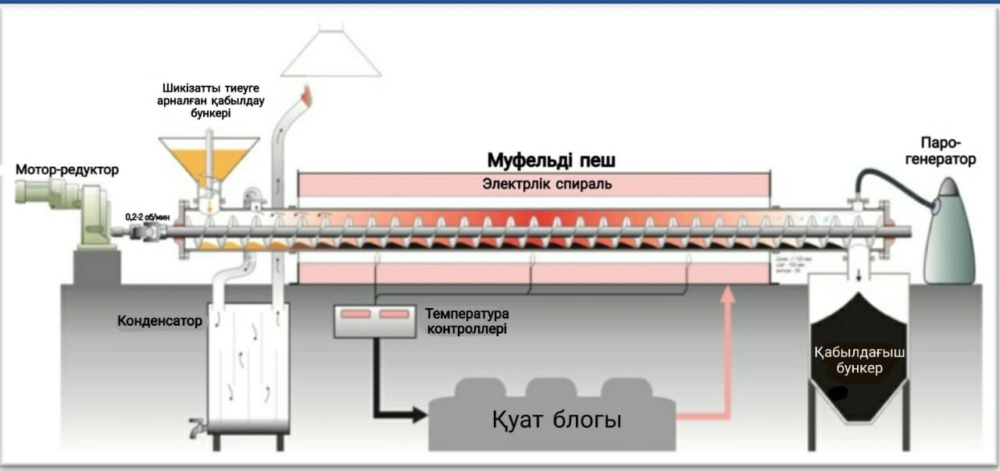 Шикізатты тиеуге
арналған қабылдау
бункері
Мотор-редуктор
0,2-2 об/мин
Муфельді пеш
Электрлік спираль
Паро-
генератор
Конденсатор
Температура
контроллері
Қабылдағыш
бункер
Қуат блогы